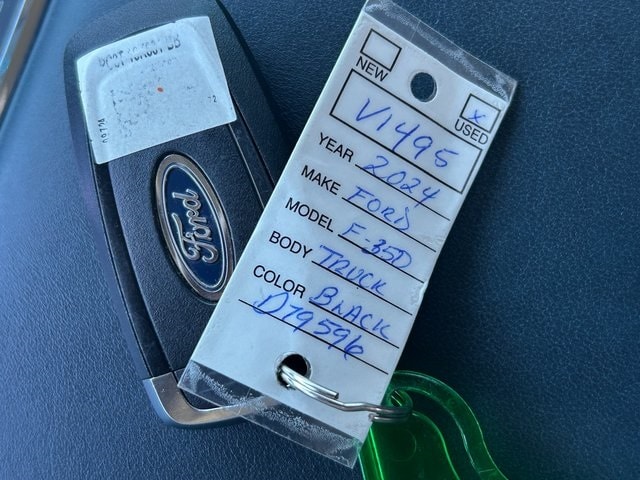 NEW
X
USED
V1495
YEAR 2024
MAKE FORD
MODEL F-350
BODY TRUCK
COLOR BLACK
D79596
Ford